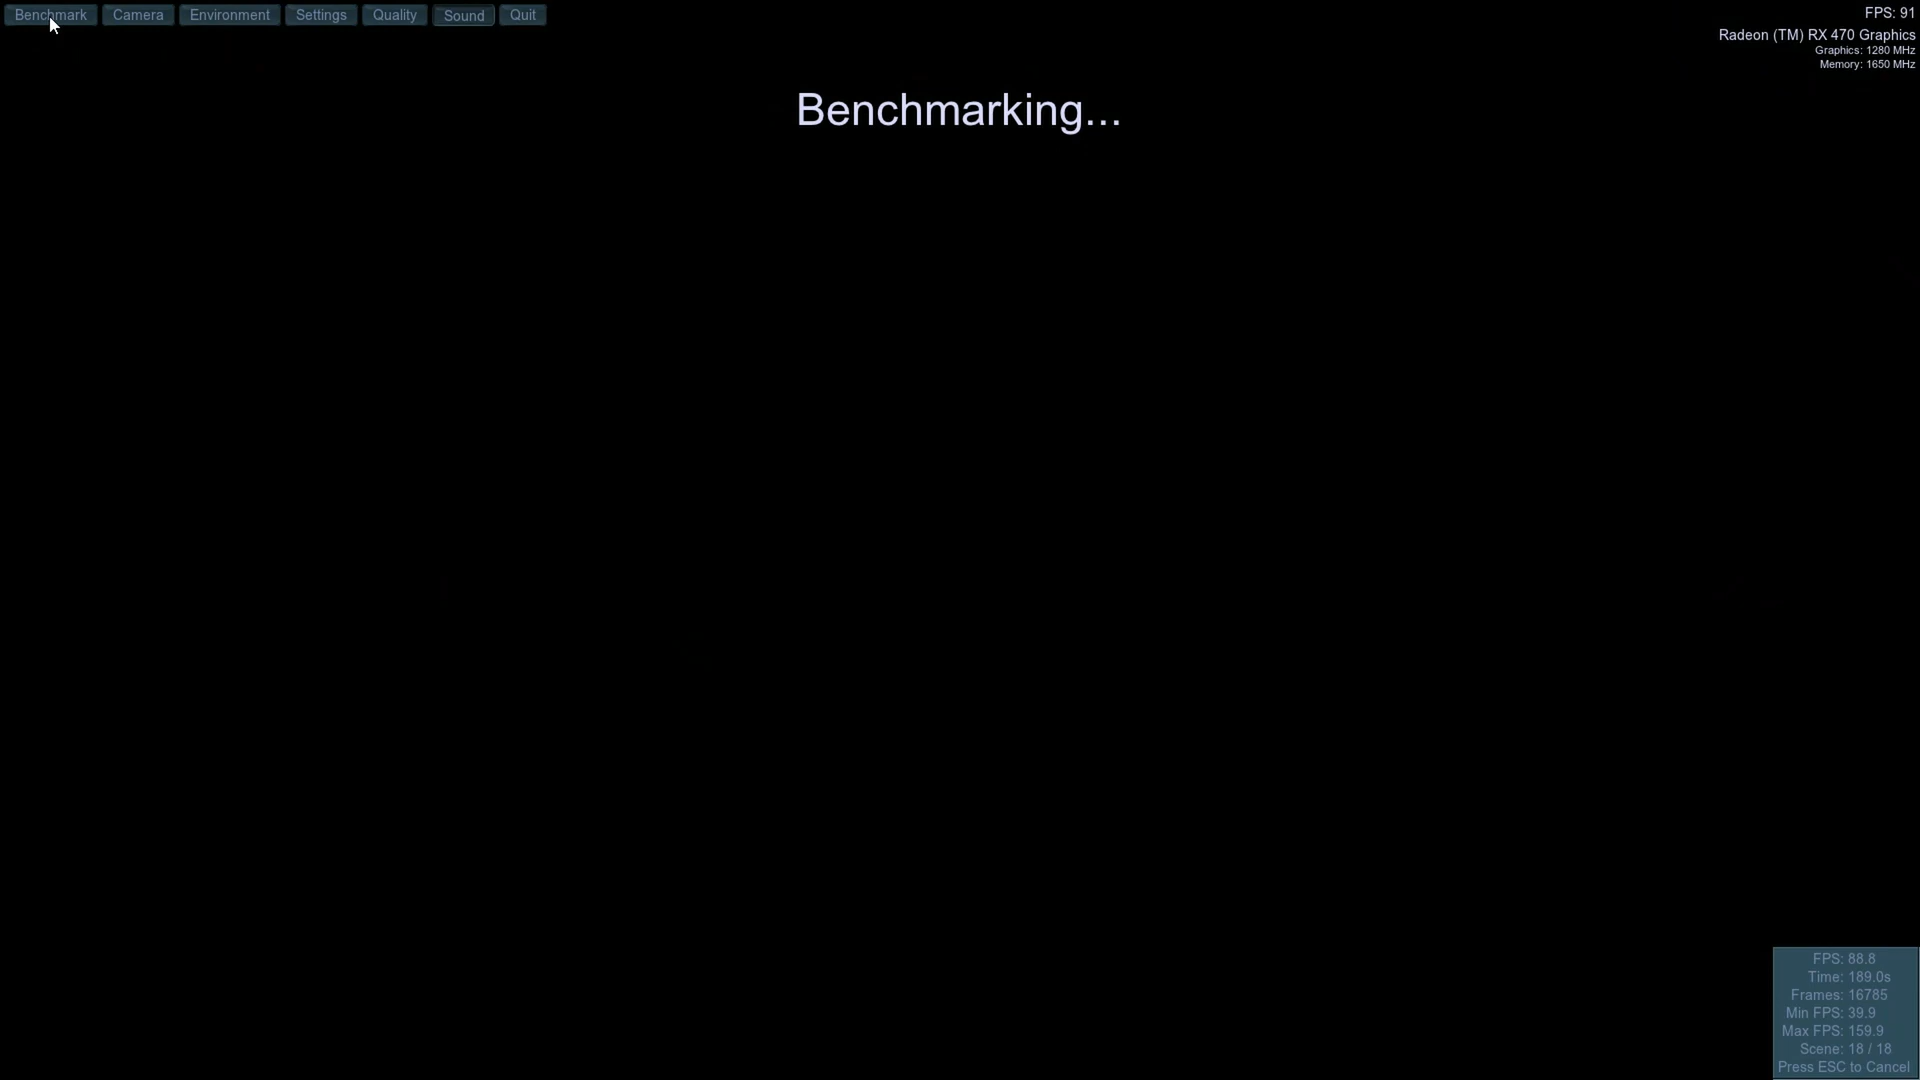 Benchmark Camera Environment Settings Quality Sound Quit
FPS: 91
Radeon (TM) RX 470 Graphics
Graphics: 1280 MHz
Memory: 1650 MHz
Benchmarking...
FPS: 88.8
Time: 189.0s
Frames: 16785
Min FPS: 39.9
Max FPS: 159.9
Scene: 18 / 18
Press ESC to Cancel